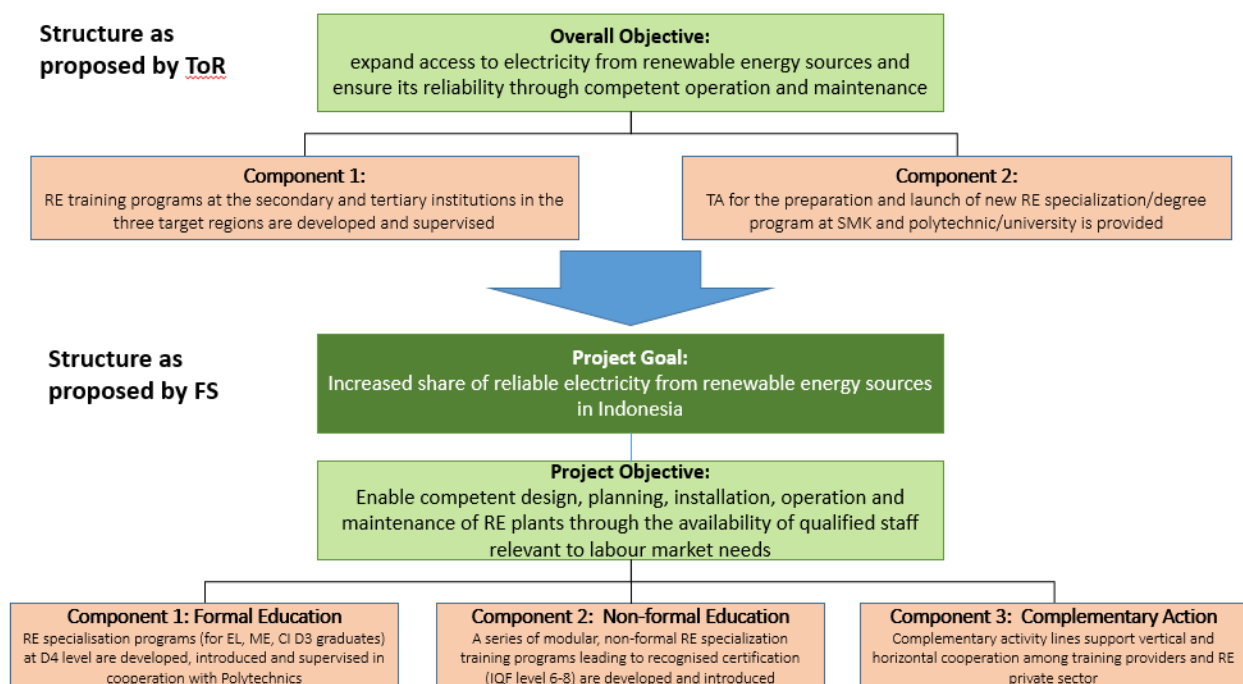 Structure as
proposed by ToR
Overall Objective:
expand access to electricity from renewable energy sources and
ensure its reliability through competent operation and maintenance
Component 1:
RE training programs at the secondary and tertiary institutions in the
three target regions are developed and supervised
Component 2:
TA for the preparation and launch of new RE specialization/degree
program at SMK and polytechnic/university is provided
Structure as
proposed by FS
Project Goal:
Increased share of reliable electricity from renewable energy sources
in Indonesia
Project Objective:
Enable competent design, planning, installation, operation and
maintenance of RE plants through the availability of qualified staff
relevant to labour market needs
Component 1: Formal Education
RE specialisation programs (for EL, ME, CI D3 graduates)
at D4 level are developed, introduced and supervised in
cooperation with Polytechnics
Component 2: Non-formal Education
A series of modular, non-formal RE specialization
training programs leading to recognised certification
(IQF level 6-8) are developed and introduced
Component 3: Complementary Action
Complementary activity lines support vertical and
horizontal cooperation among training providers and RE
private sector